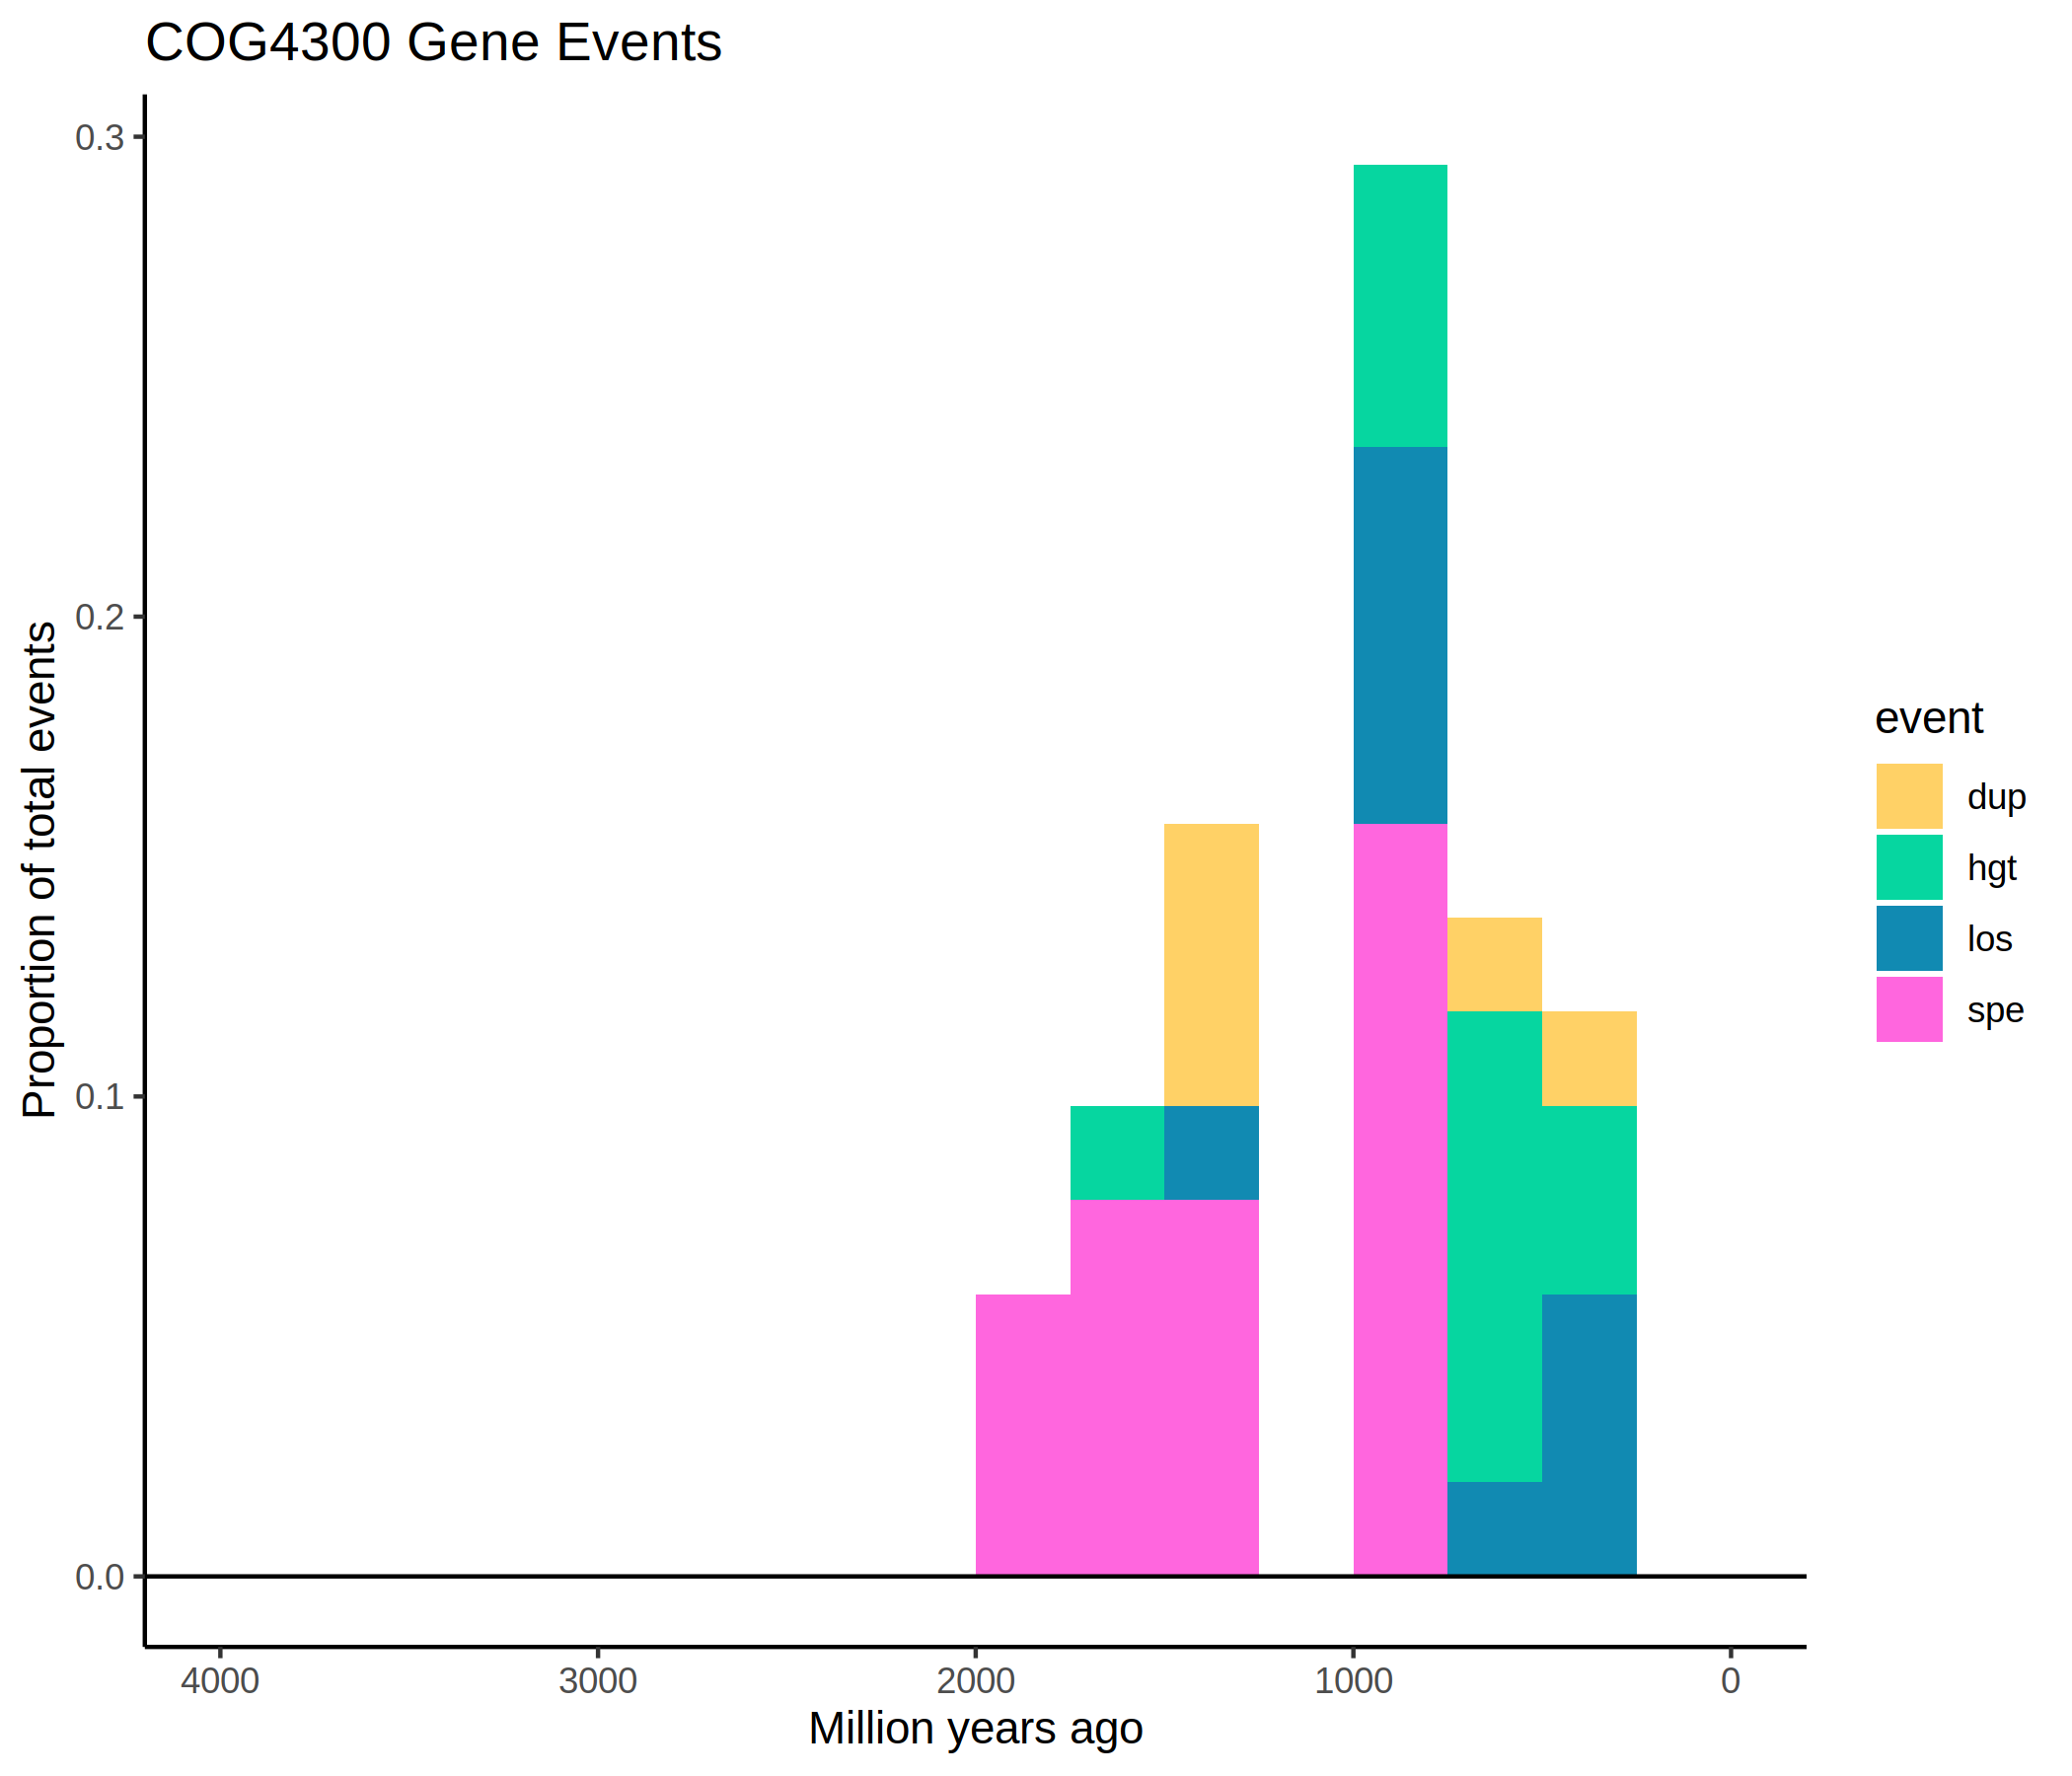 COG4300 Gene Events
Proportion of total events
0.3
0.2
0.1
0.0
4000 3000 2000 1000 0
Million years ago
event
dup
hgt
los
spe